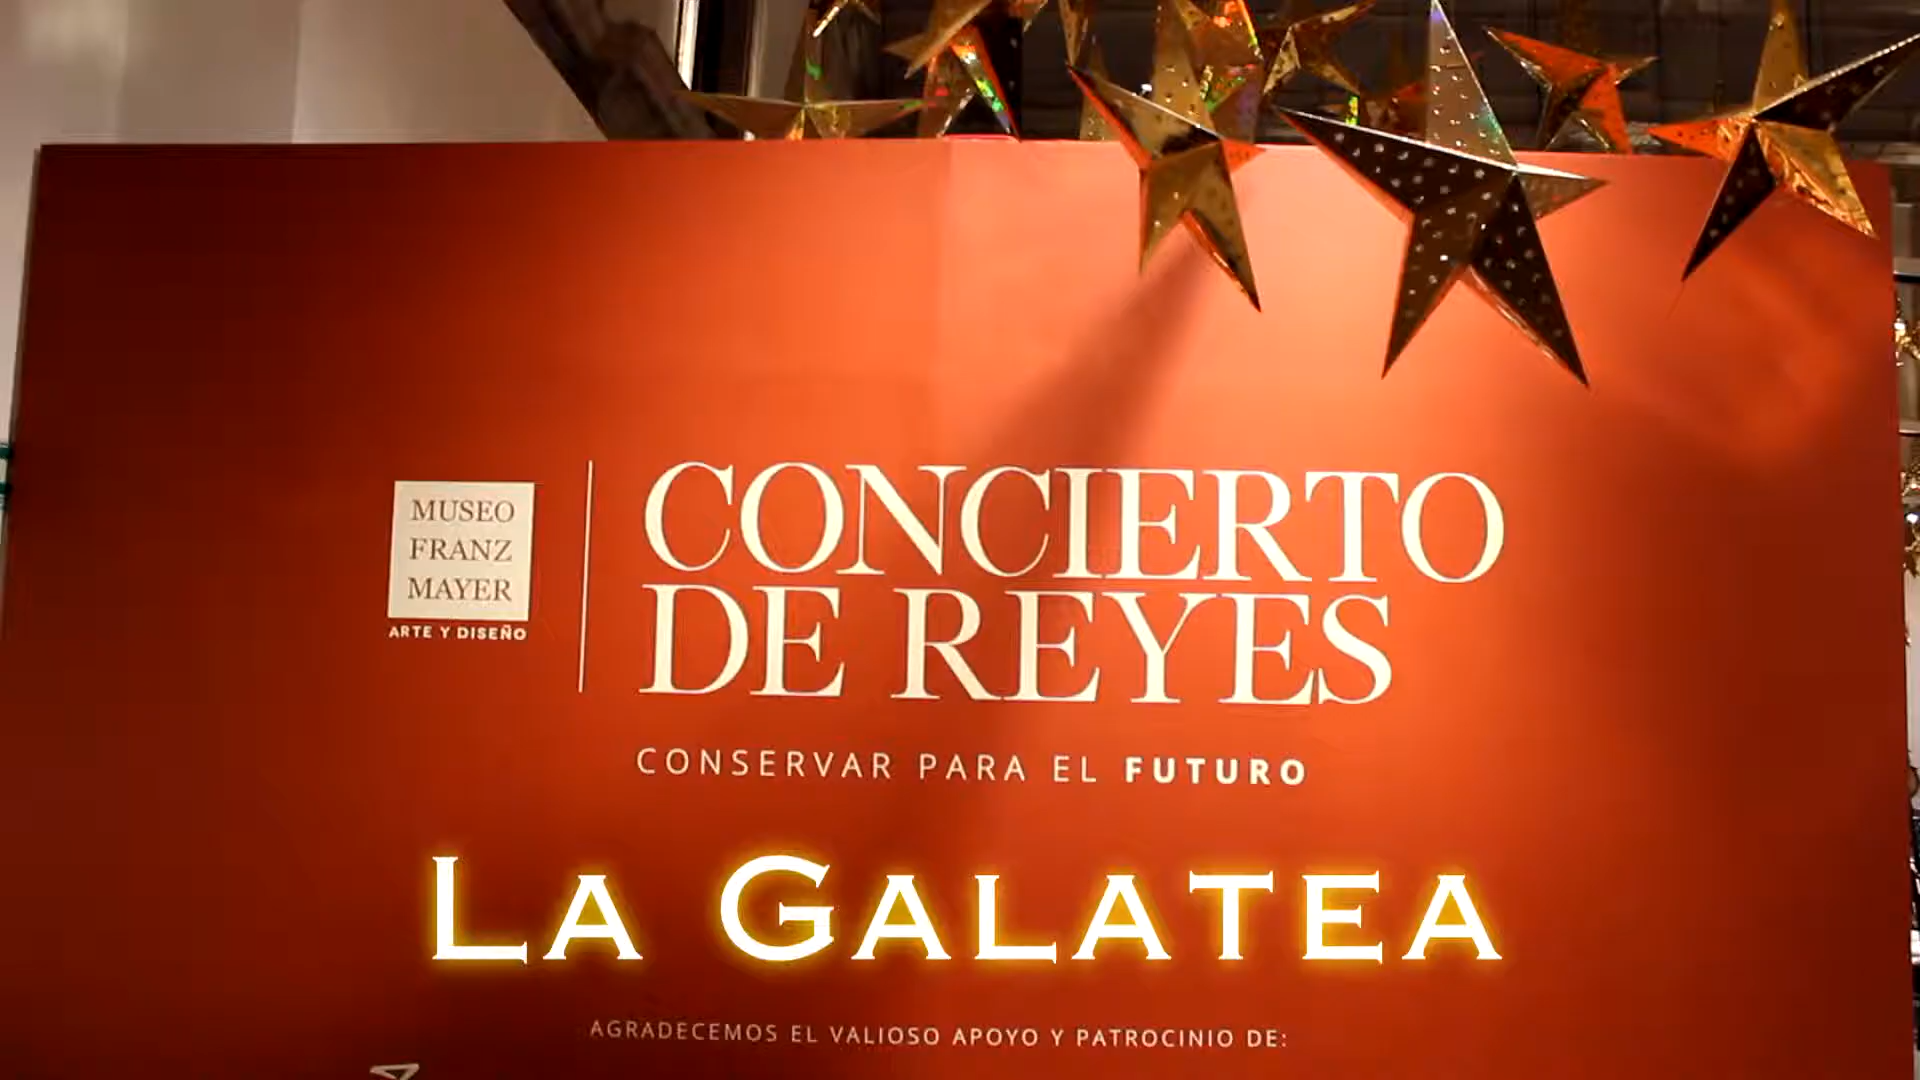 MUSEO
FRANZ
MAYER
ARTE Y DISEÑO
CONCIERTO
DE REYES
CONSERVAR PARA EL FUTURO
LA GALATEA
AGRADECEMOS EL VALIOSO APOYO Y PATROCINIO DE: